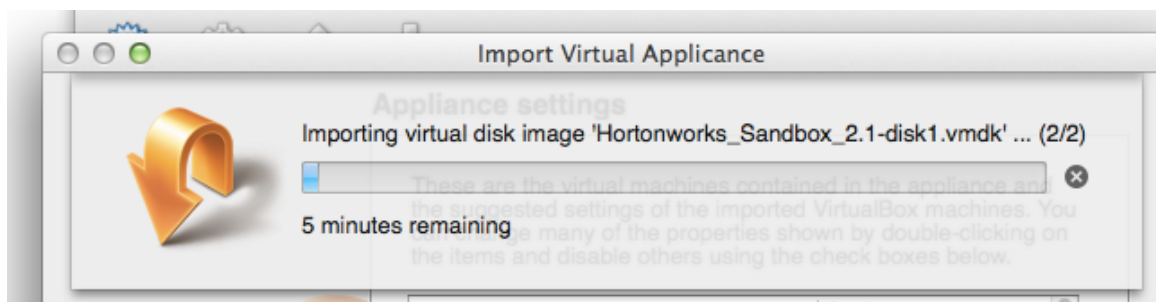 Import Virtual Applicance
Appliance settings
Importing virtual disk image 'Hortonworks_Sandbox_2.1-disk1.vmdk' ... (2/2)
These are the virtual machines contained in the appliance and
the suggested settings of the imported VirtualBox machines. You
5 minutes remaining
can change many of the properties shown by double-clicking on
the items and disable others using the check boxes below.